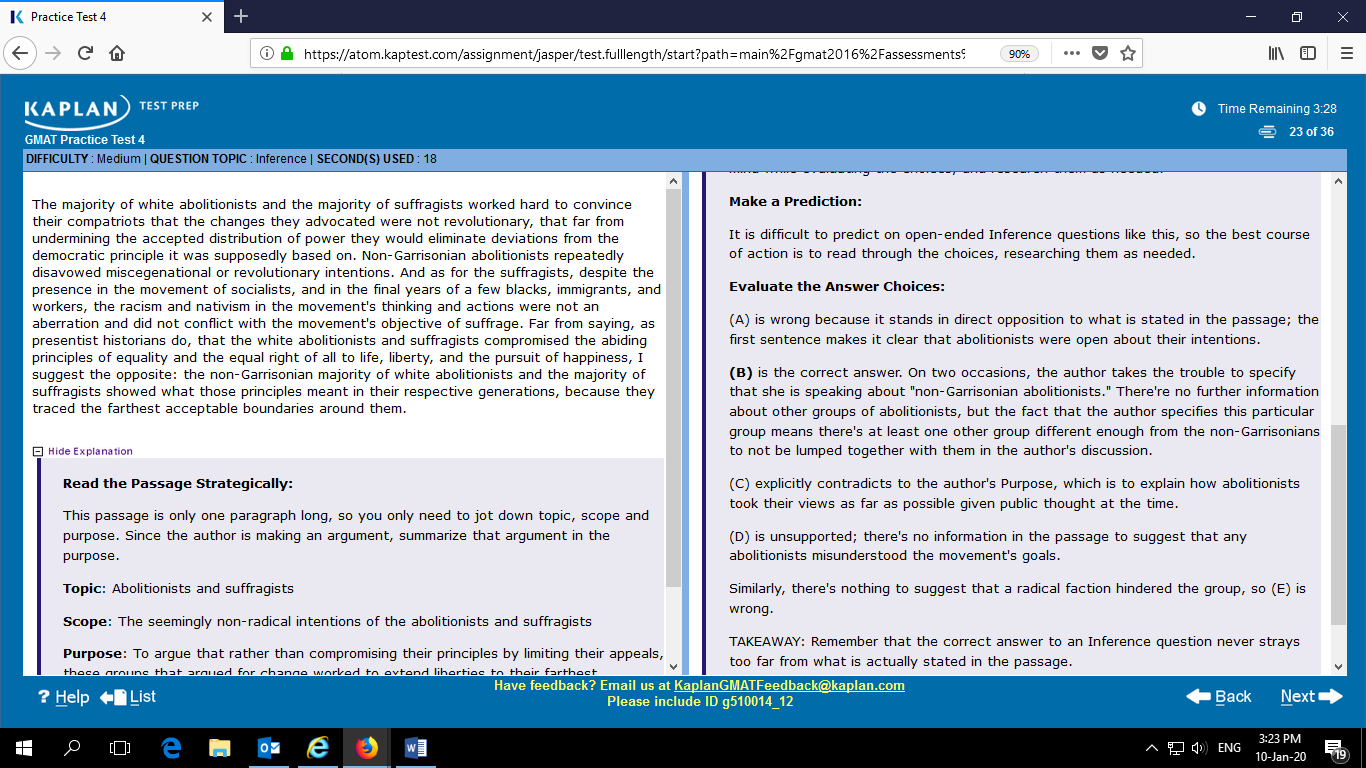 Practice Test 4
https://atom.kaptest.com/assignment/jasper/test.fulllength/start?path=main%2Fgmat2016%2Fassessments%
90%
KAPLAN TEST PREP
GMAT Practice Test 4
Time Remaining 3:28
23 of 36
DIFFICULTY : Medium | QUESTION TOPIC : Inference | SECOND(S) USED : 18
The majority of white abolitionists and the majority of suffragists worked hard to convince
their compatriots that the changes they advocated were not revolutionary, that far from
undermining the accepted distribution of power they would eliminate deviations from the
democratic principle it was supposedly based on. Non-Garrisonian abolitionists repeatedly
disavowed miscegenational or revolutionary intentions. And as for the suffragists, despite the
presence in the movement of socialists, and in the final years of a few blacks, immigrants, and
workers, the racism and nativism in the movement's thinking and actions were not an
aberration and did not conflict with the movement's objective of suffrage. Far from saying, as
presentist historians do, that the white abolitionists and suffragists compromised the abiding
principles of equality and the equal right of all to life, liberty, and the pursuit of happiness, I
suggest the opposite: the non-Garrisonian majority of white abolitionists and the majority of
suffragists showed what those principles meant in their respective generations, because they
traced the farthest acceptable boundaries around them.
Hide Explanation
Read the Passage Strategically:
This passage is only one paragraph long, so you only need to jot down topic, scope and
purpose. Since the author is making an argument, summarize that argument in the
purpose.
Topic: Abolitionists and suffragists
Scope: The seemingly non-radical intentions of the abolitionists and suffragists
Purpose: To argue that rather than compromising their principles by limiting their appeals,
these groups that argued for change worked to extend liberties to their farthest
mind while evaluating the choices, and research them as needed.
Make a Prediction:
It is difficult to predict on open-ended Inference questions like this, so the best course
of action is to read through the choices, researching them as needed.
Evaluate the Answer Choices:
(A) is wrong because it stands in direct opposition to what is stated in the passage; the
first sentence makes it clear that abolitionists were open about their intentions.
(B) is the correct answer. On two occasions, the author takes the trouble to specify
that she is speaking about "non-Garrisonian abolitionists." There're no further information
about other groups of abolitionists, but the fact that the author specifies this particular
group means there's at least one other group different enough from the non-Garrisonians
to not be lumped together with them in the author's discussion.
(C) explicitly contradicts to the author's Purpose, which is to explain how abolitionists
took their views as far as possible given public thought at the time.
(D) is unsupported; there's no information in the passage to suggest that any
abolitionists misunderstood the movement's goals.
Similarly, there's nothing to suggest that a radical faction hindered the group, so (E) is
wrong.
TAKEAWAY: Remember that the correct answer to an Inference question never strays
too far from what is actually stated in the passage.
? Help List
Have feedback? Email us at KaplanGMATFeedback@kaplan.com
Please include ID g510014_12
Back Next
ENG
3:23 PM
10-Jan-20
19